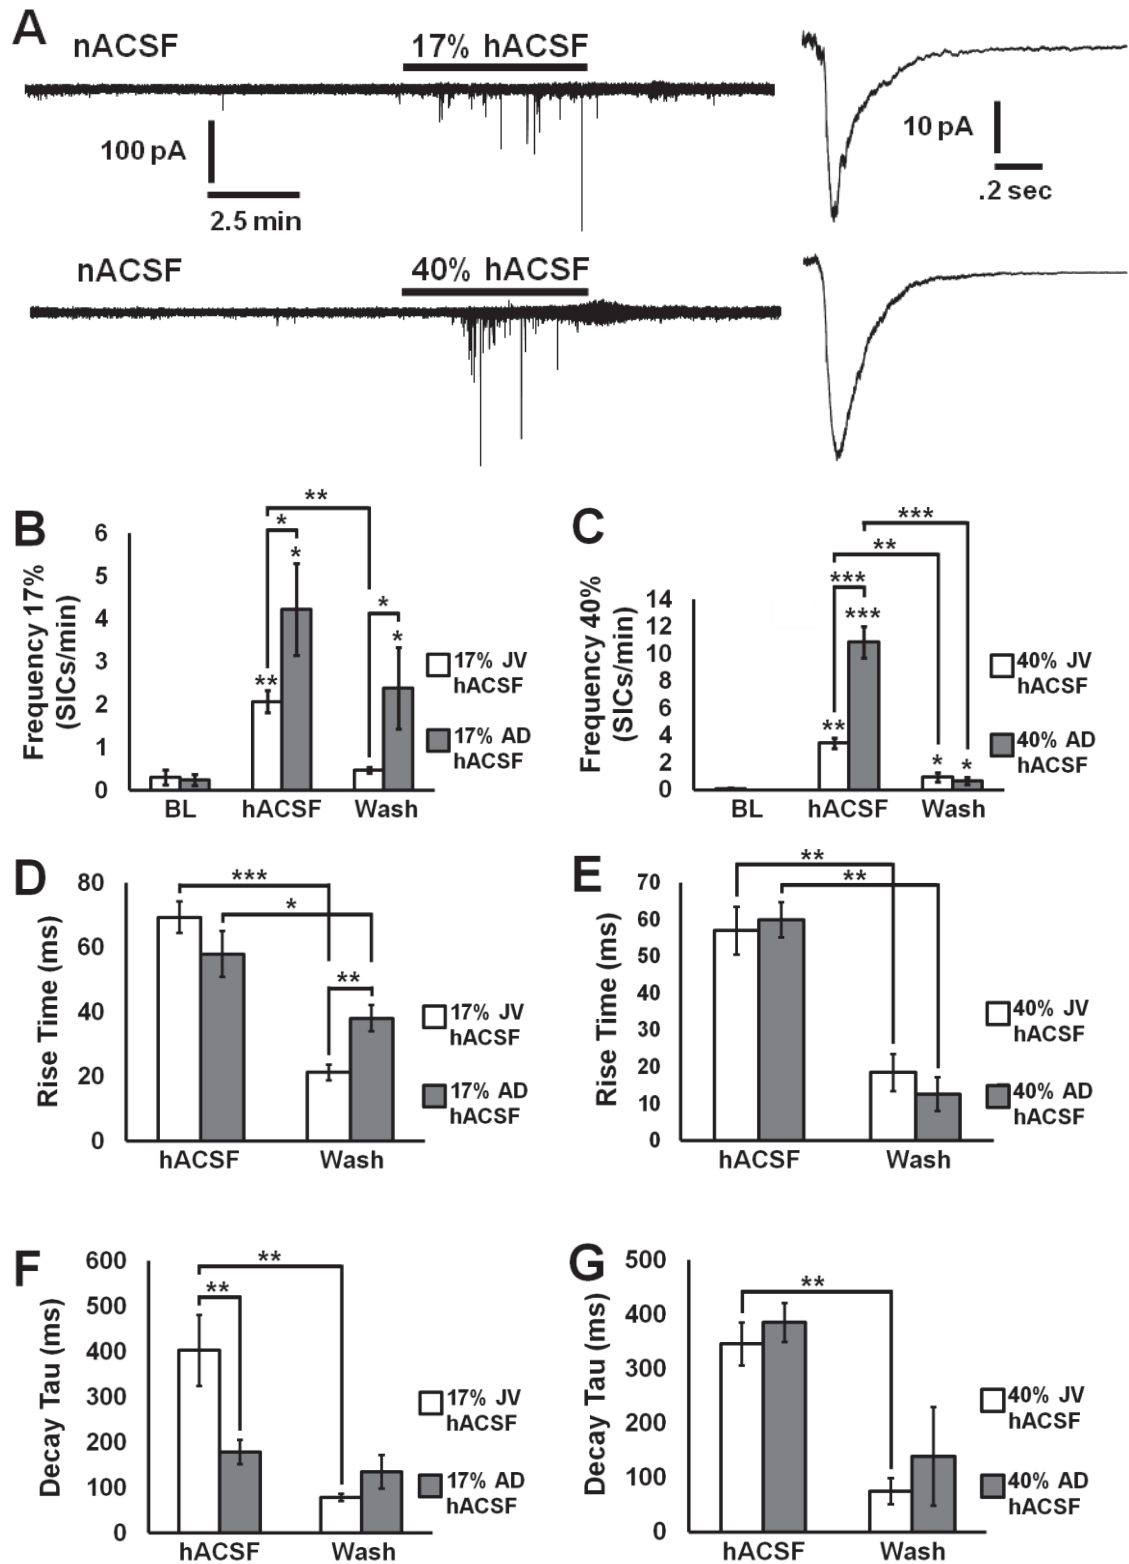 A
nACSF
17% hACSF
100 pA
2.5 min
10 pA
.2 sec
nACSF
40% hACSF
B
Frequency 17%
(SICs/min)
6
5
4
3
2
1
0
**
*
*
**
*
*
BL
hACSF
Wash
17% JV
hACSF
17% AD
hACSF
C
Frequency 40%
(SICs/min)
14
12
10
8
6
4
2
0
***
**
***
***
**
*
*
BL
hACSF
Wash
40% JV
hACSF
40% AD
hACSF
D
Rise Time (ms)
80
60
40
20
0
***
*
**
hACSF
Wash
17% JV
hACSF
17% AD
hACSF
E
Rise Time (ms)
70
60
50
40
30
20
10
0
**
**
hACSF
Wash
40% JV
hACSF
40% AD
hACSF
F
Decay Tau (ms)
600
500
400
300
200
100
0
**
**
hACSF
Wash
17% JV
hACSF
17% AD
hACSF
G
Decay Tau (ms)
500
400
300
200
100
0
**
hACSF
Wash
40% JV
hACSF
40% AD
hACSF